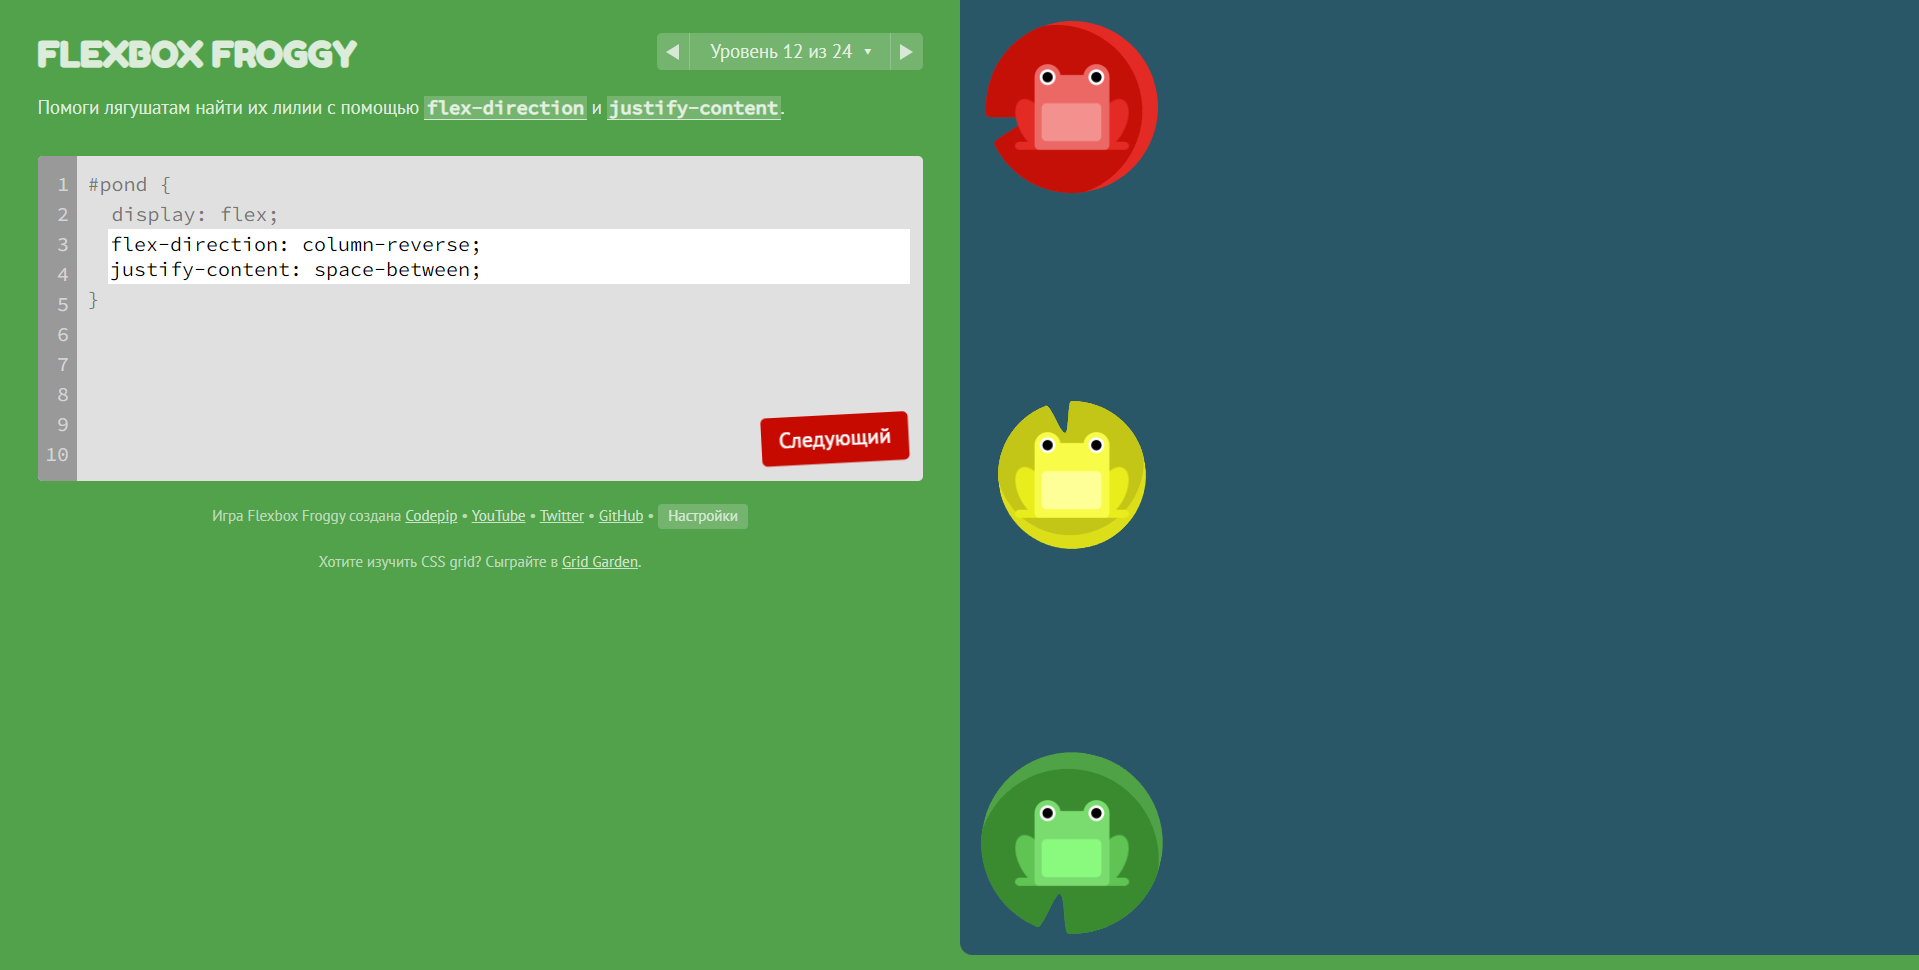 FLEXBOX FROGGY
◀ Уровень 12 из 24 ▼ ▶
Помоги лягушатам найти их лилии с помощью flex-direction и justify-content.
1 #pond {
2 display: flex;
3 flex-direction: column-reverse;
4 justify-content: space-between;
5 }
6
7
8
9
10
Следующий
Игра Flexbox Froggy создана Codepip • YouTube • Twitter • GitHub • Настройки
Хотите изучить CSS grid? Сыграйте в Grid Garden.